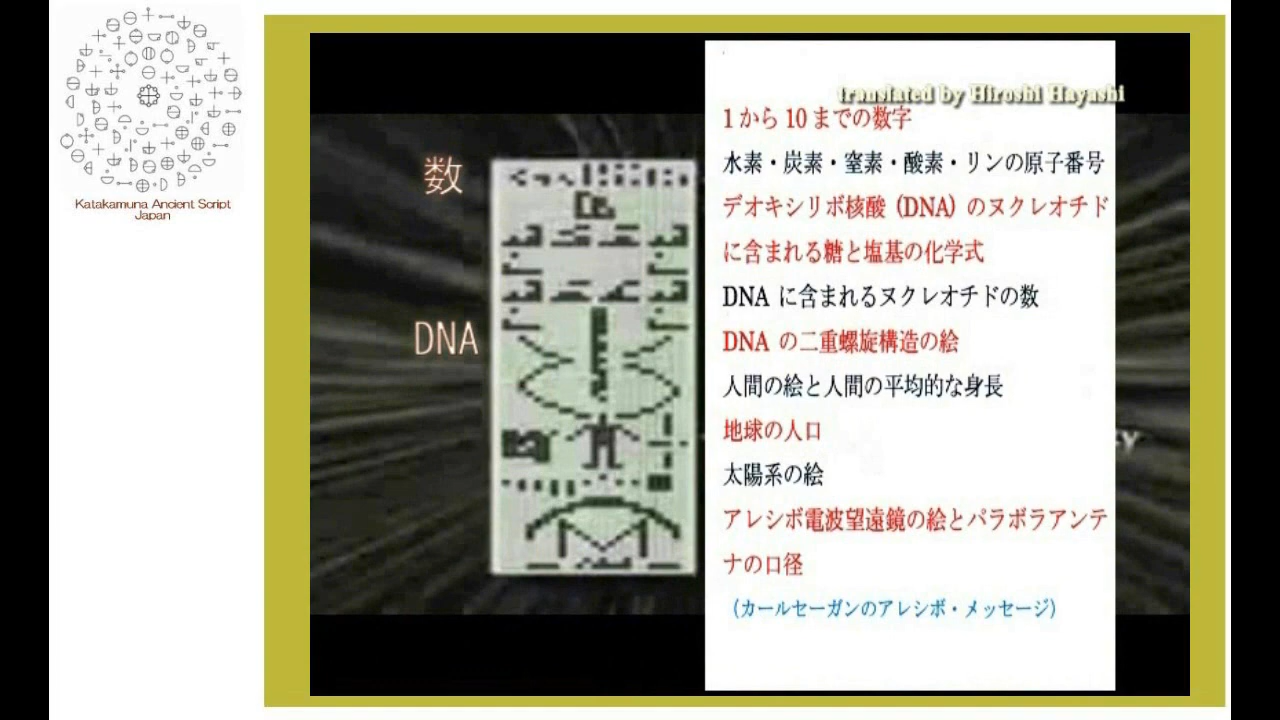 Katakamuna Ancient Script
Japan
数
DNA
translated by Hiroshi Hayashi
1から10までの数字
水素・炭素・窒素・酸素・リンの原子番号
デオキシリボ核酸 (DNA) のヌクレオチド
に含まれる糖と塩基の化学式
DNA に含まれるヌクレオチドの数
DNA の二重螺旋構造の絵
人間の絵と人間の平均的な身長
地球の人口
太陽系の絵
アレシボ電波望遠鏡の絵とパラボラアンテ
ナの口径
（カールセーガンのアレシボ・メッセージ）